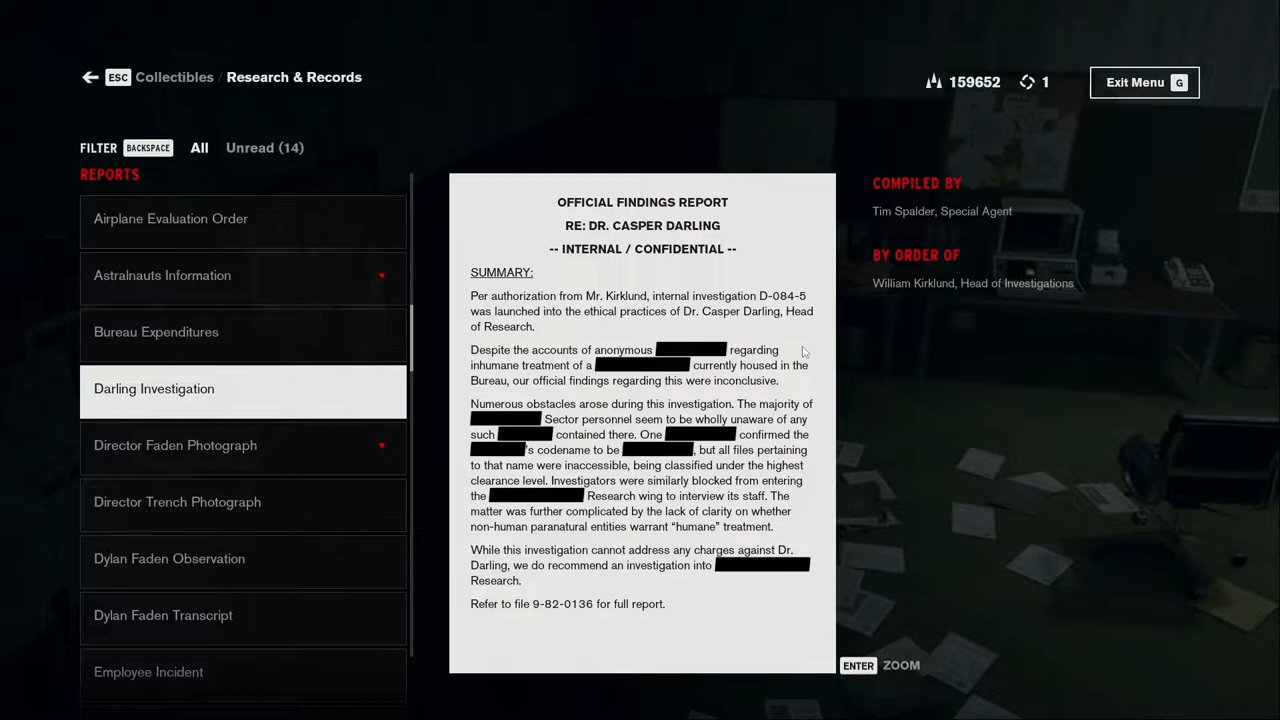 ESC Collectibles / Research & Records
159652
1
Exit Menu G
FILTER BACKSPACE All Unread (14)
REPORTS
Airplane Evaluation Order
Astralnauts Information
Bureau Expenditures
Darling Investigation
Director Faden Photograph
Director Trench Photograph
Dylan Faden Observation
Dylan Faden Transcript
Employee Incident
OFFICIAL FINDINGS REPORT
RE: DR. CASPER DARLING
-- INTERNAL / CONFIDENTIAL --
SUMMARY:
Per authorization from Mr. Kirklund, internal investigation D-084-5
was launched into the ethical practices of Dr. Casper Darling, Head
of Research.
Despite the accounts of anonymous regarding
inhumane treatment of a currently housed in the
Bureau, our official findings regarding this were inconclusive.
Numerous obstacles arose during this investigation. The majority of
Sector personnel seem to be wholly unaware of any
such contained there. One confirmed the
's codename to be , but all files pertaining
to that name were inaccessible, being classified under the highest
clearance level. Investigators were similarly blocked from entering
the Research wing to interview its staff. The
matter was further complicated by the lack of clarity on whether
non-human paranatural entities warrant “humane” treatment.
While this investigation cannot address any charges against Dr.
Darling, we do recommend an investigation into
Research.
Refer to file 9-82-0136 for full report.
ENTER ZOOM
COMPILED BY
Tim Spalder, Special Agent
BY ORDER OF
William Kirklund, Head of Investigations